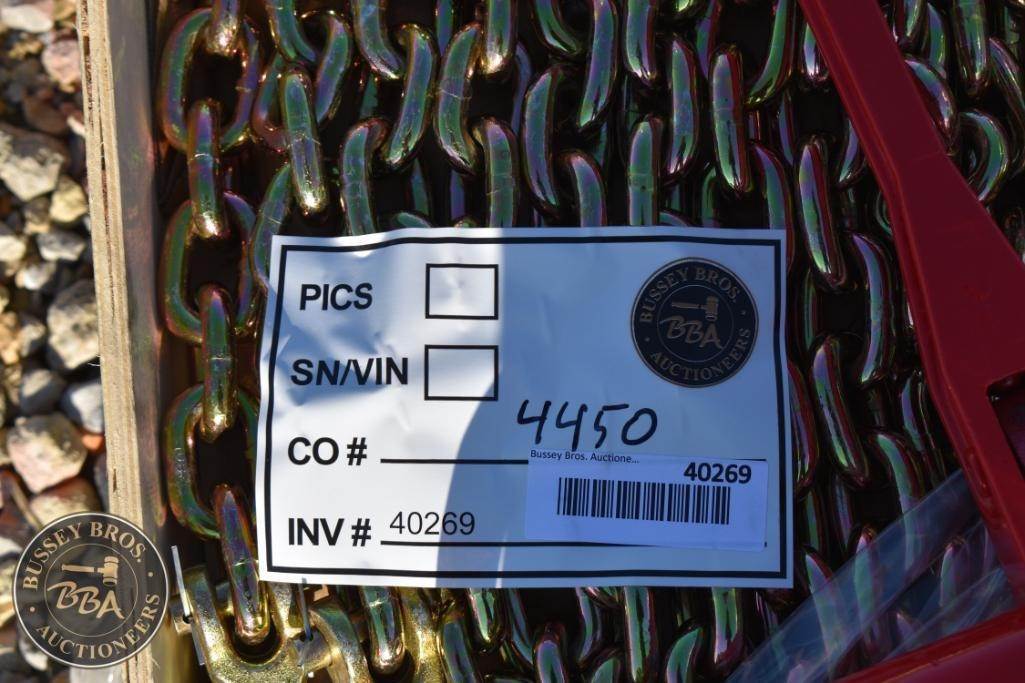 PICS
BUSSEY BROS.
BBA
AUCTIONEERS
SN/VIN
CO # 4450
Bussey Bros. Auctione...
40269
INV # 40269
BUSSEY BROS.
BBA
AUCTIONEERS